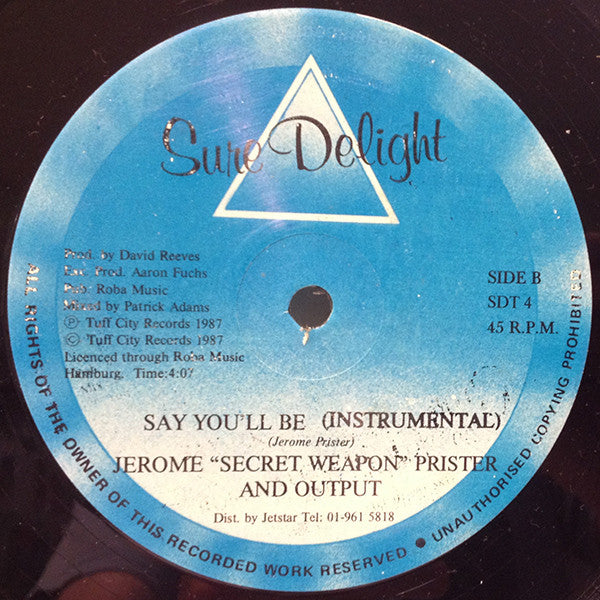 Sure Delight
Prod. by David Reeves
Exc. Prod. Aaron Fuchs
Pub. Roba Music
Mixed by Patrick Adams
Ⓟ Tuff City Records 1987
© Tuff City Records 1987
Licenced through Roba Music
Hamburg. Time:4:07
SIDE B
SDT 4
45 R.P.M.
SAY YOU'LL BE (INSTRUMENTAL)
(Jerome Prister)
JEROME "SECRET WEAPON" PRISTER
AND OUTPUT
Dist. by Jetstar Tel: 01-961 5818
ALL RIGHTS OF THE OWNER OF THIS RECORDED WORK RESERVED ● UNAUTHORISED COPYING PROHIBITED